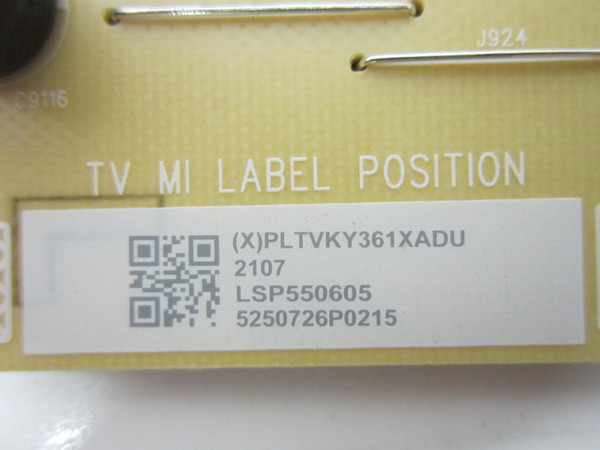 J924
C9116
TV MI LABEL POSITION
(X)PLTVKY361XADU
2107
LSP550605
5250726P0215